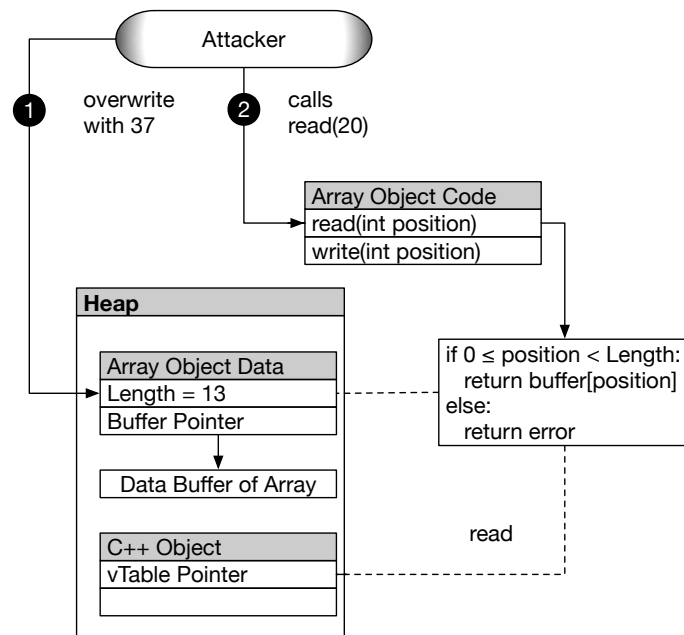 Attacker
1
overwrite
with 37
2
calls
read(20)
Array Object Code
read(int position)
write(int position)
Heap
Array Object Data
Length = 13
Buffer Pointer
Data Buffer of Array
C++ Object
vTable Pointer
if 0 ≤ position < Length:
return buffer[position]
else:
return error
read